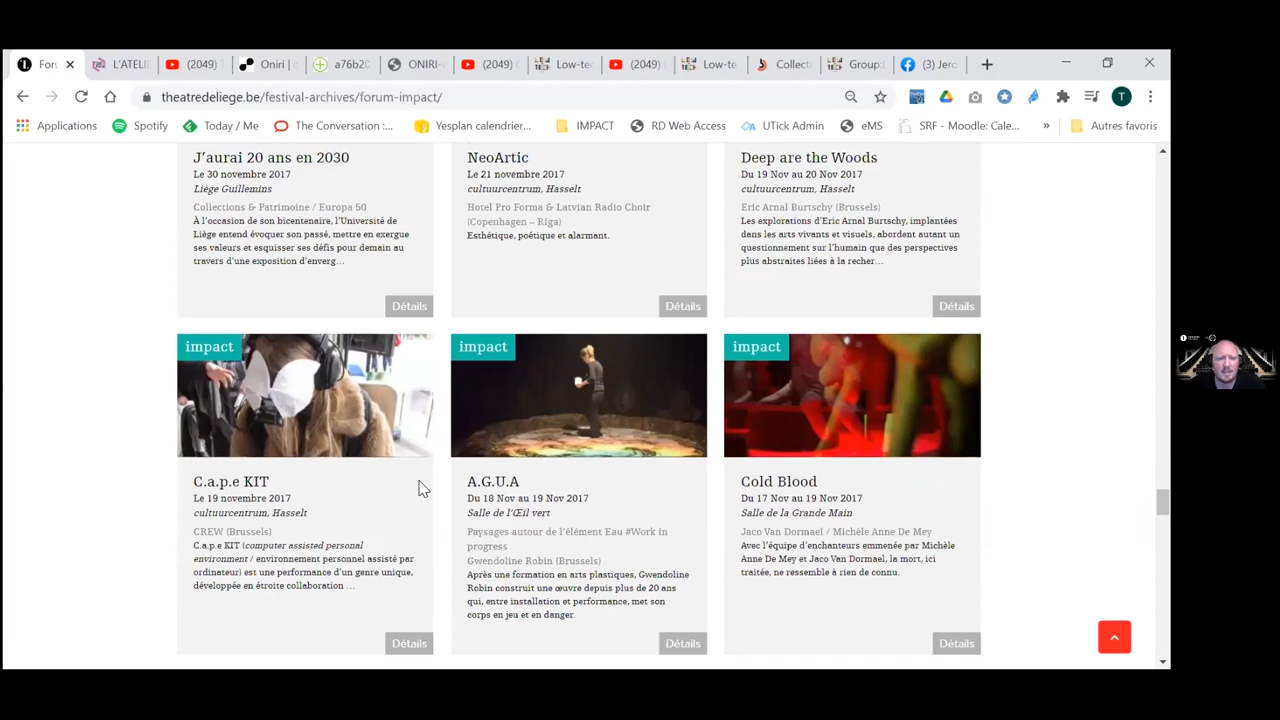 For
L'ATELIE
(2049)
Oniri | o
a76b20
ONIRI-
(2049)
Low-tec
(2049)
Low-te
Collecti
Groupd
(3) Jero
theatredeliege.be/festival-archives/forum-impact/
T
Applications
Spotify
Today / Me
The Conversation :...
Yesplan calendrier...
IMPACT
RD Web Access
UTick Admin
eMS
SRF - Moodle: Cale...
»
Autres favoris
J'aurai 20 ans en 2030
Le 30 novembre 2017
Liège Guillemins
Collections & Patrimoine / Europa 50
À l'occasion de son bicentenaire, l'Université de
Liège entend évoquer son passé, mettre en exergue
ses valeurs et esquisser ses défis pour demain au
travers d'une exposition d'enverg...
Détails
NeoArtic
Le 21 novembre 2017
cultuurcentrum, Hasselt
Hotel Pro Forma & Latvian Radio Choir
(Copenhagen – Riga)
Esthétique, poétique et alarmant.
Détails
Deep are the Woods
Du 19 Nov au 20 Nov 2017
cultuurcentrum, Hasselt
Eric Arnal Burtschy (Brussels)
Les explorations d'Eric Arnal Burtschy, implantées
dans les arts vivants et visuels, abordent autant un
questionnement sur l'humain que des perspectives
plus abstraites liées à la recher...
Détails
impact
C.a.p.e KIT
Le 19 novembre 2017
cultuurcentrum, Hasselt
CREW (Brussels)
C.a.p.e KIT (computer assisted personal
environment / environnement personnel assisté par
ordinateur) est une performance d'un genre unique,
développée en étroite collaboration ...
Détails
impact
A.G.U.A
Du 18 Nov au 19 Nov 2017
Salle de l'Œil vert
Paysages autour de l'élément Eau #Work in
progress
Gwendoline Robin (Brussels)
Après une formation en arts plastiques, Gwendoline
Robin construit une œuvre depuis plus de 20 ans
qui, entre installation et performance, met son
corps en jeu et en danger.
Détails
impact
Cold Blood
Du 17 Nov au 19 Nov 2017
Salle de la Grande Main
Jaco Van Dormael / Michèle Anne De Mey
Avec l'équipe d'enchanteurs emmenée par Michèle
Anne De Mey et Jaco Van Dormael, la mort, ici
traitée, ne ressemble à rien de connu.
Détails